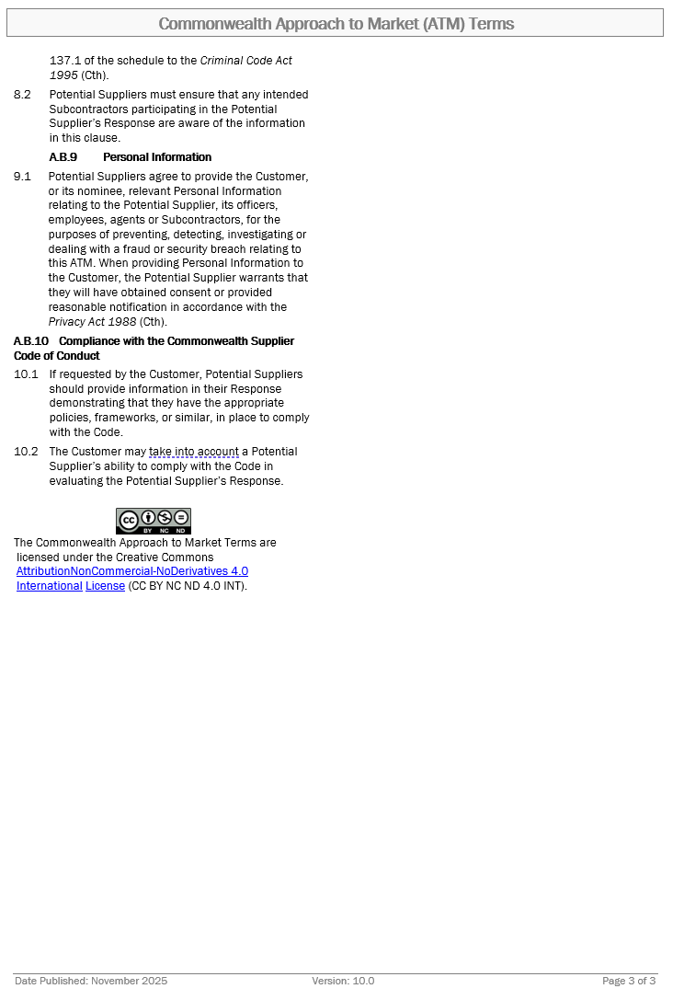 Commonwealth Approach to Market (ATM) Terms
137.1 of the schedule to the Criminal Code Act
1995 (Cth).
8.2 Potential Suppliers must ensure that any intended
Subcontractors participating in the Potential
Supplier's Response are aware of the information
in this clause.
A.B.9 Personal Information
9.1 Potential Suppliers agree to provide the Customer,
or its nominee, relevant Personal Information
relating to the Potential Supplier, its officers,
employees, agents or Subcontractors, for the
purposes of preventing, detecting, investigating or
dealing with a fraud or security breach relating to
this ATM. When providing Personal Information to
the Customer, the Potential Supplier warrants that
they will have obtained consent or provided
reasonable notification in accordance with the
Privacy Act 1988 (Cth).
A.B.10 Compliance with the Commonwealth Supplier
Code of Conduct
10.1 If requested by the Customer, Potential Suppliers
should provide information in their Response
demonstrating that they have the appropriate
policies, frameworks, or similar, in place to comply
with the Code.
10.2 The Customer may take into account a Potential
Supplier's ability to comply with the Code in
evaluating the Potential Supplier's Response.
cc
BY NC ND
The Commonwealth Approach to Market Terms are
licensed under the Creative Commons
AttributionNonCommercial-NoDerivatives 4.0
International License (CC BY NC ND 4.0 INT).
Date Published: November 2025 Version: 10.0 Page 3 of 3